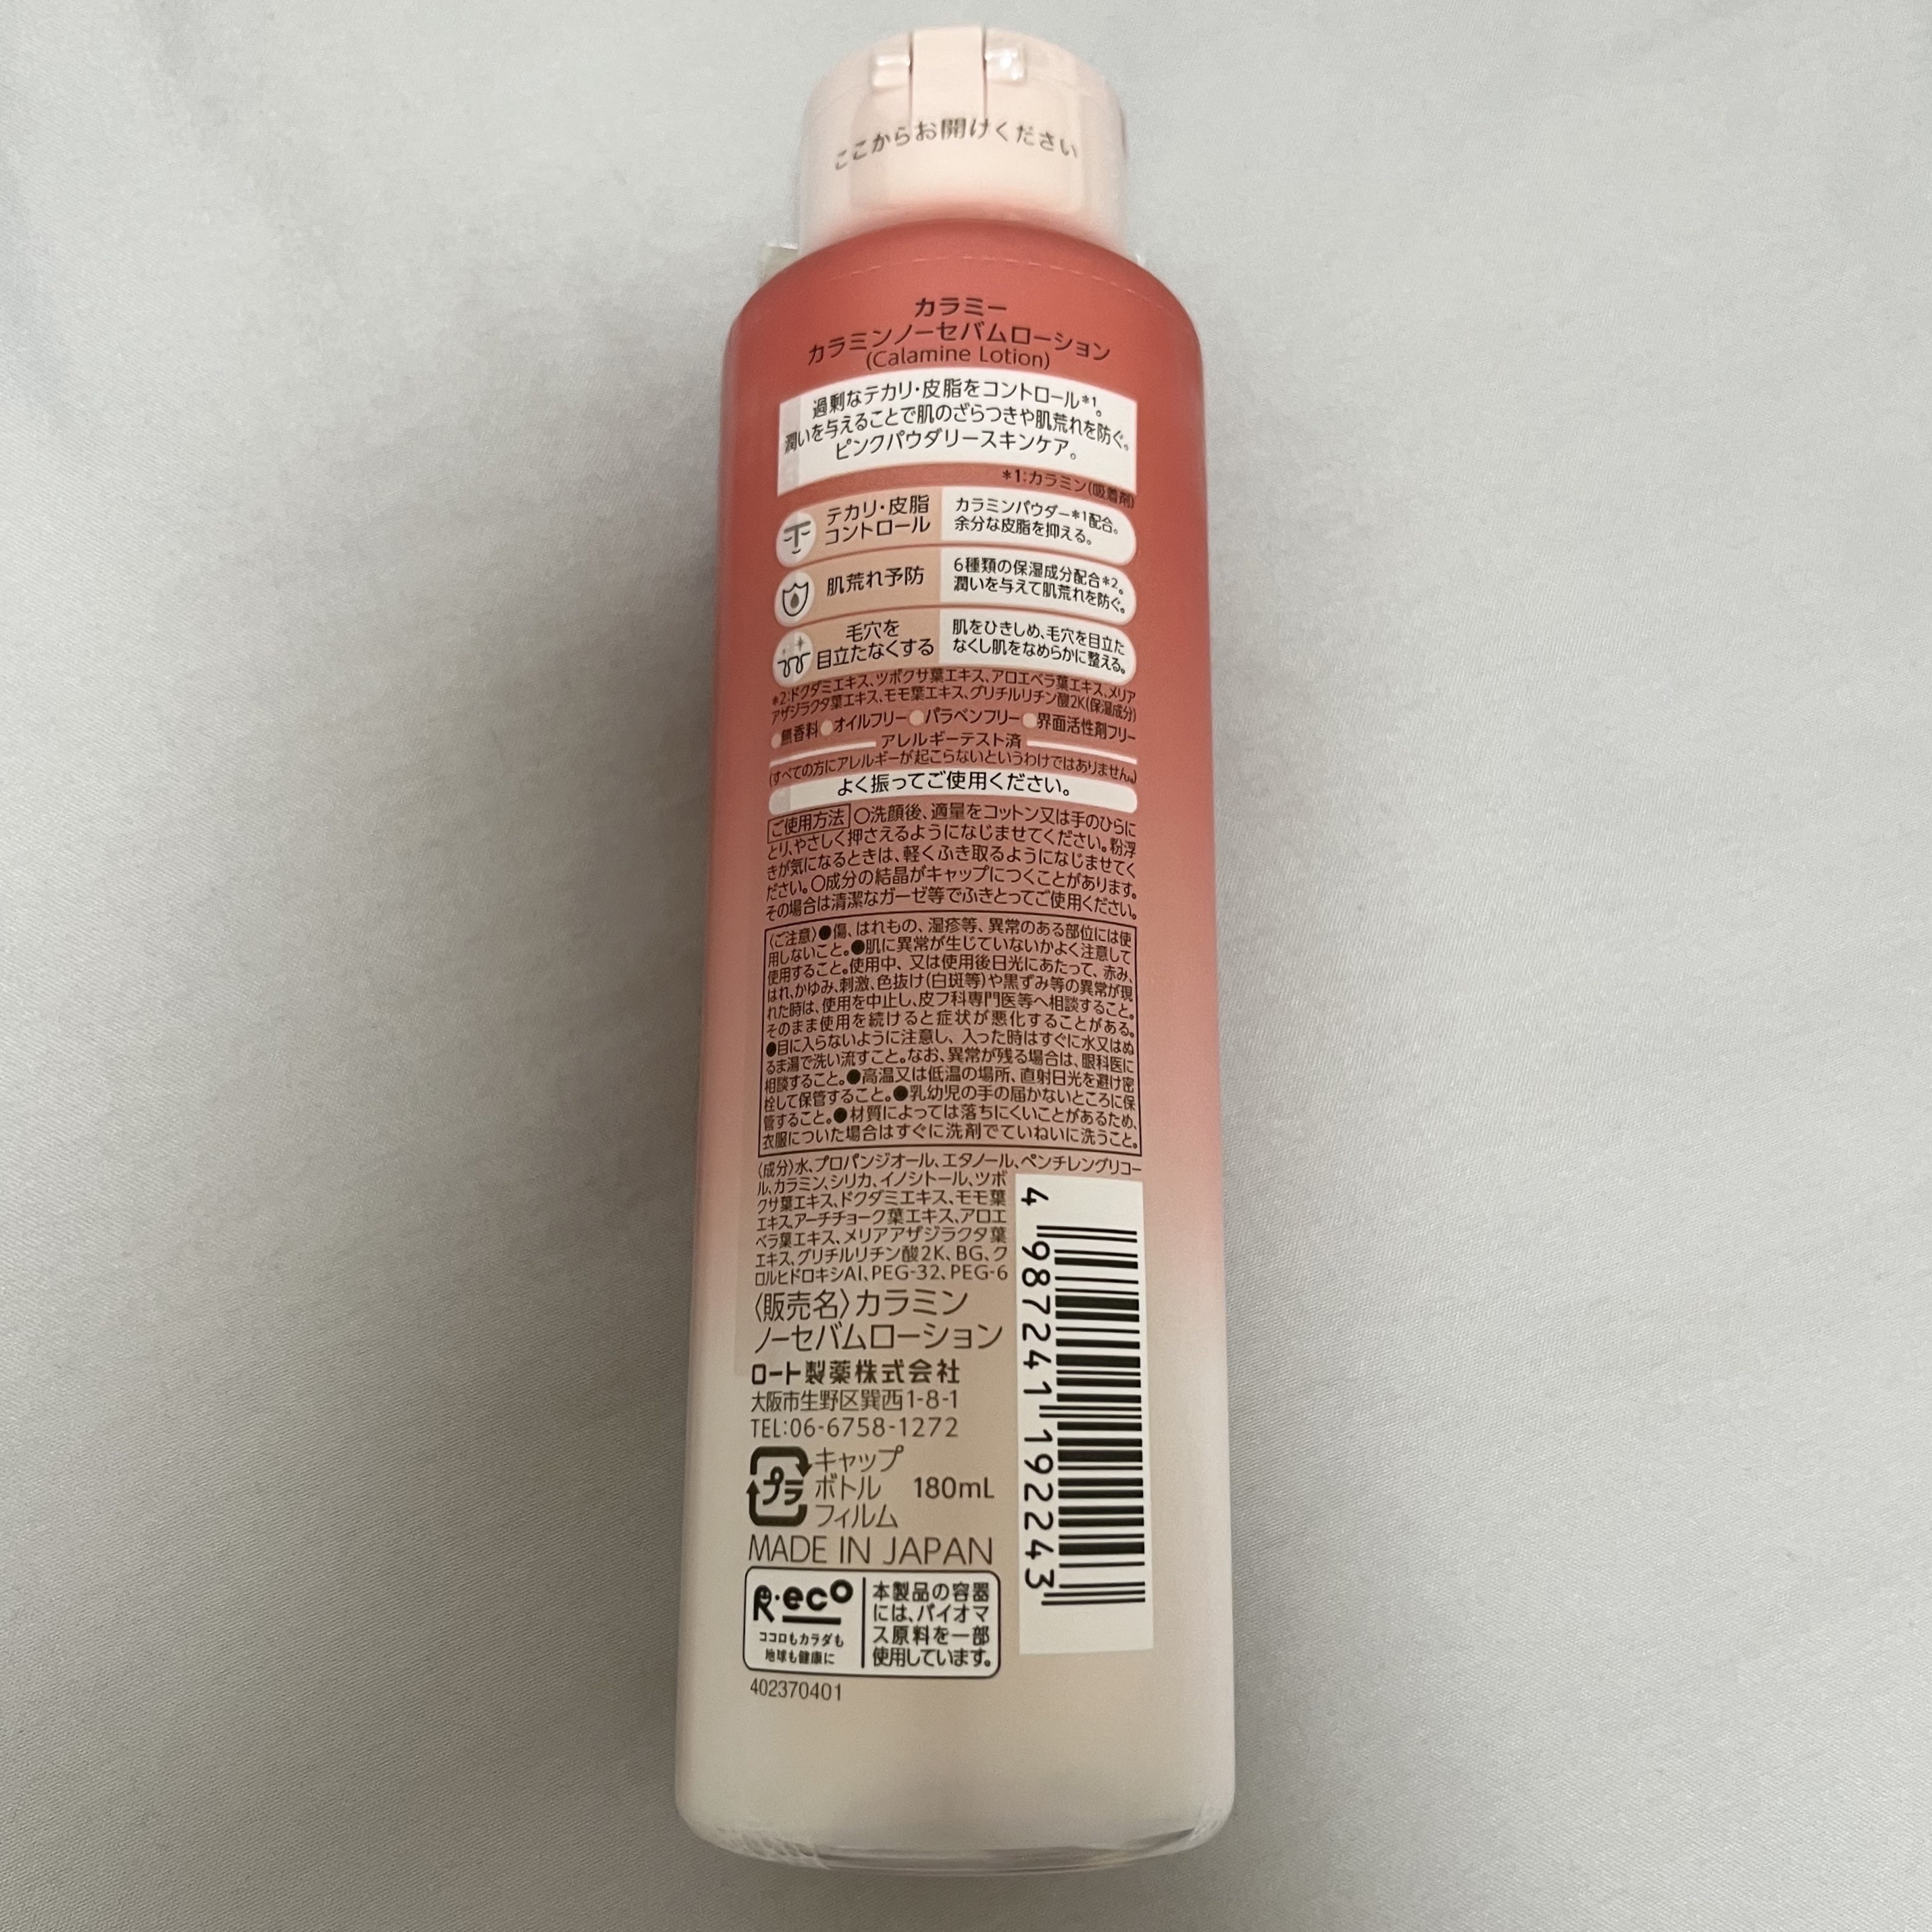 ここからお開けください
カラミー
カラミンノーセバムローション
(Calamine Lotion)
過剰なテカリ・皮脂をコントロール*1。
潤いを与えることで肌のざらつきや肌荒れを防ぐ。
ピンクパウダリースキンケア。
*1:カラミン(吸着剤)
テカリ・皮脂
コントロール
カラミンパウダー*1配合。
余分な皮脂を抑える。
肌荒れ予防
6種類の保湿成分配合*2。
潤いを与えて肌荒れを防ぐ。
毛穴を
目立たなくする
肌をひきしめ、毛穴を目立た
なくし肌をなめらかに整える。
*2:ドクダミエキス、ツボクサ葉エキス、アロエベラ葉エキス、メリア
アザジラクタ葉エキス、モモ葉エキス、グリチルリチン酸2K(保湿成分)
●無香料●オイルフリー●パラベンフリー●界面活性剤フリー
アレルギーテスト済
(すべての方にアレルギーが起こらないというわけではありません。)
よく振ってご使用ください。
ご使用方法 〇洗顔後、適量をコットン又は手のひらに
とり、やさしく押さえるようになじませてください。粉浮
きが気になるときは、軽くふき取るようになじませてく
ださい。〇成分の結晶がキャップにつくことがあります。
その場合は清潔なガーゼ等でふきとってご使用ください。
〈ご注意〉●傷、はれもの、湿疹等、異常のある部位には使
用しないこと。●肌に異常が生じていないかよく注意して
使用すること。使用中、又は使用後日光にあたって、赤み、
はれ、かゆみ、刺激、色抜け(白斑等)や黒ずみ等の異常が現
れた時は、使用を中止し、皮フ科専門医等へ相談すること。
そのまま使用を続けると症状が悪化することがある。
●目に入らないように注意し、入った時はすぐに水又はぬ
るま湯で洗い流すこと。なお、異常が残る場合は、眼科医に
相談すること。●高温又は低温の場所、直射日光を避け密
栓して保管すること。●乳幼児の手の届かないところに保
管すること。●材質によっては落ちにくいことがあるため、
衣服についた場合はすぐに洗剤でていねいに洗うこと。
〈成分〉水、プロパンジオール、エタノール、ペンチレングリコー
ル、カラミン、シリカ、イノシトール、ツボ
クサ葉エキス、ドクダミエキス、モモ葉
エキス、アーチチョーク葉エキス、アロエ
ベラ葉エキス、メリアアザジラクタ葉
エキス、グリチルリチン酸2K、BG、ク
ロルヒドロキシAl、PEG-32、PEG-6
〈販売名〉カラミン
ノーセバムローション
ロート製薬株式会社
大阪市生野区巽西1-8-1
TEL:06-6758-1272
プラ
キャップ
ボトル 180mL
フィルム
MADE IN JAPAN
R・eco
ココロもカラダも
地球も健康に
本製品の容器
には、バイオマ
ス原料を一部
使用しています。
402370401
4 987241 192243